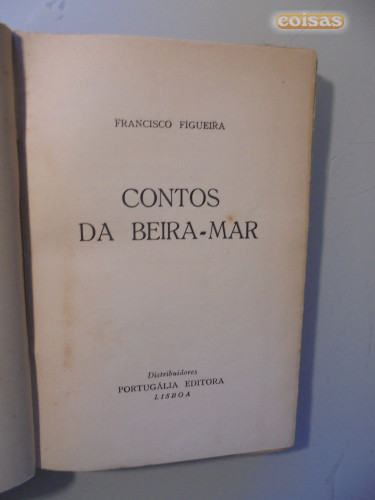 coisas
FRANCISCO FIGUEIRA
CONTOS
DA BEIRA-MAR
Distribuidores
PORTUGÁLIA EDITORA
LISBOA